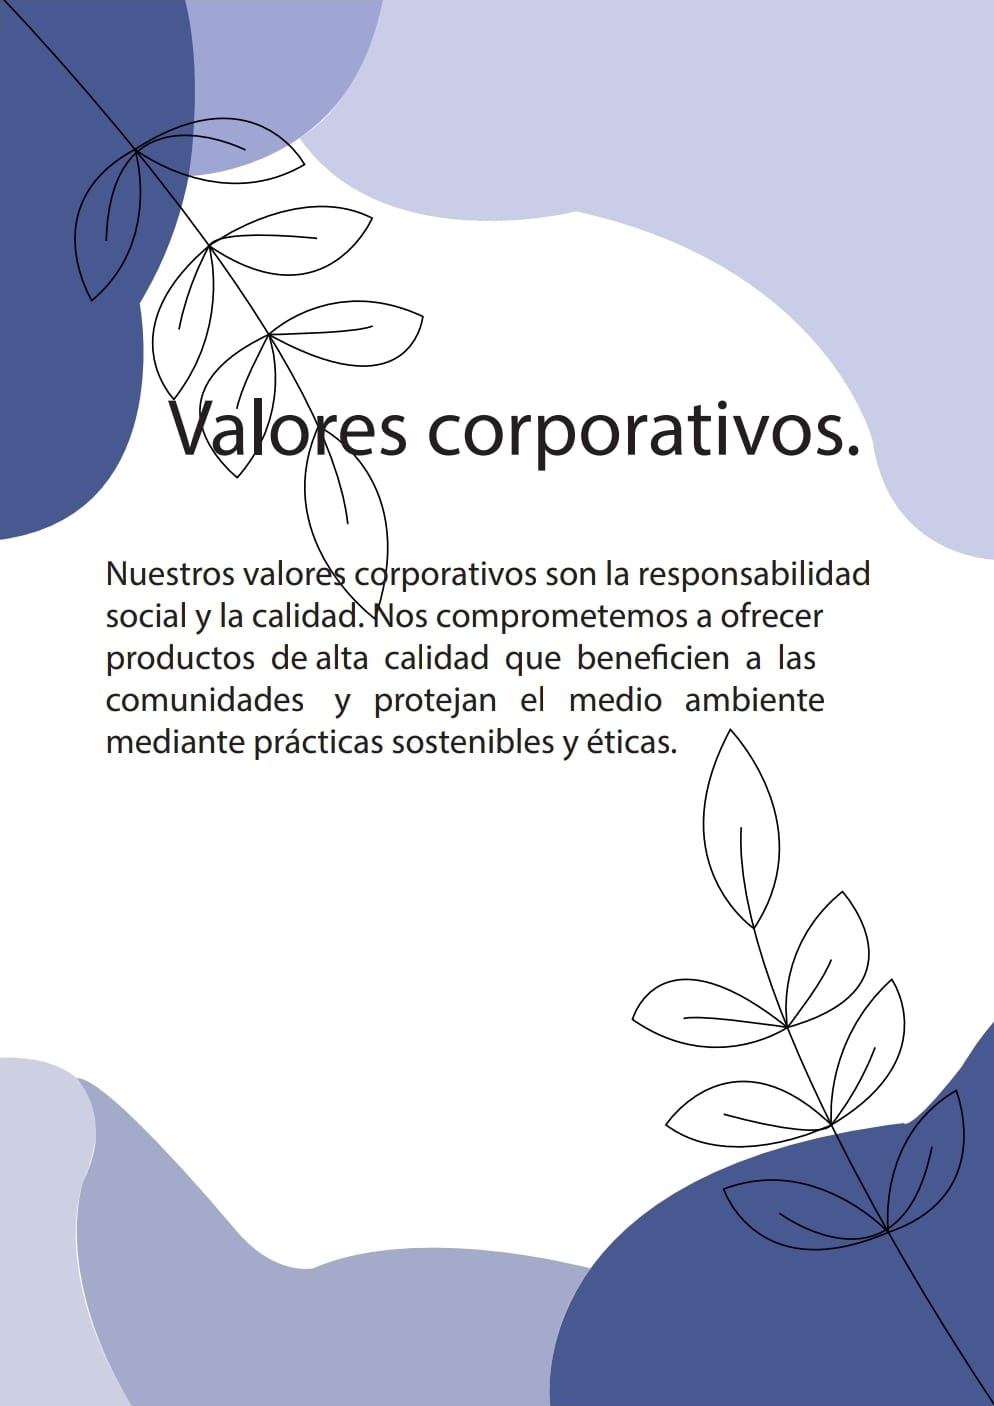 Valores corporativos.
Nuestros valores corporativos son la responsabilidad
social y la calidad. Nos comprometemos a ofrecer
productos de alta calidad que beneficien a las
comunidades y protejan el medio ambiente
mediante prácticas sostenibles y éticas.